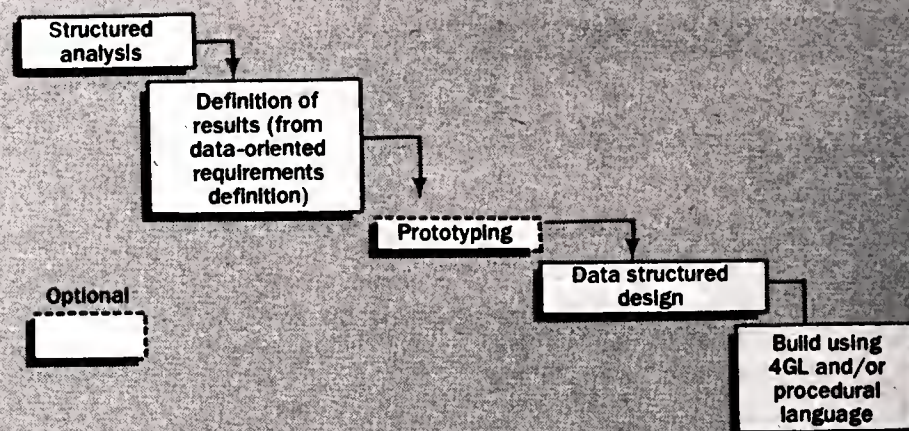 Structured
analysis
Definition of
results (from
data-oriented
requirements
definition)
Prototyping
Data structured
design
Optional
Build using
4GL and/or
procedural
language